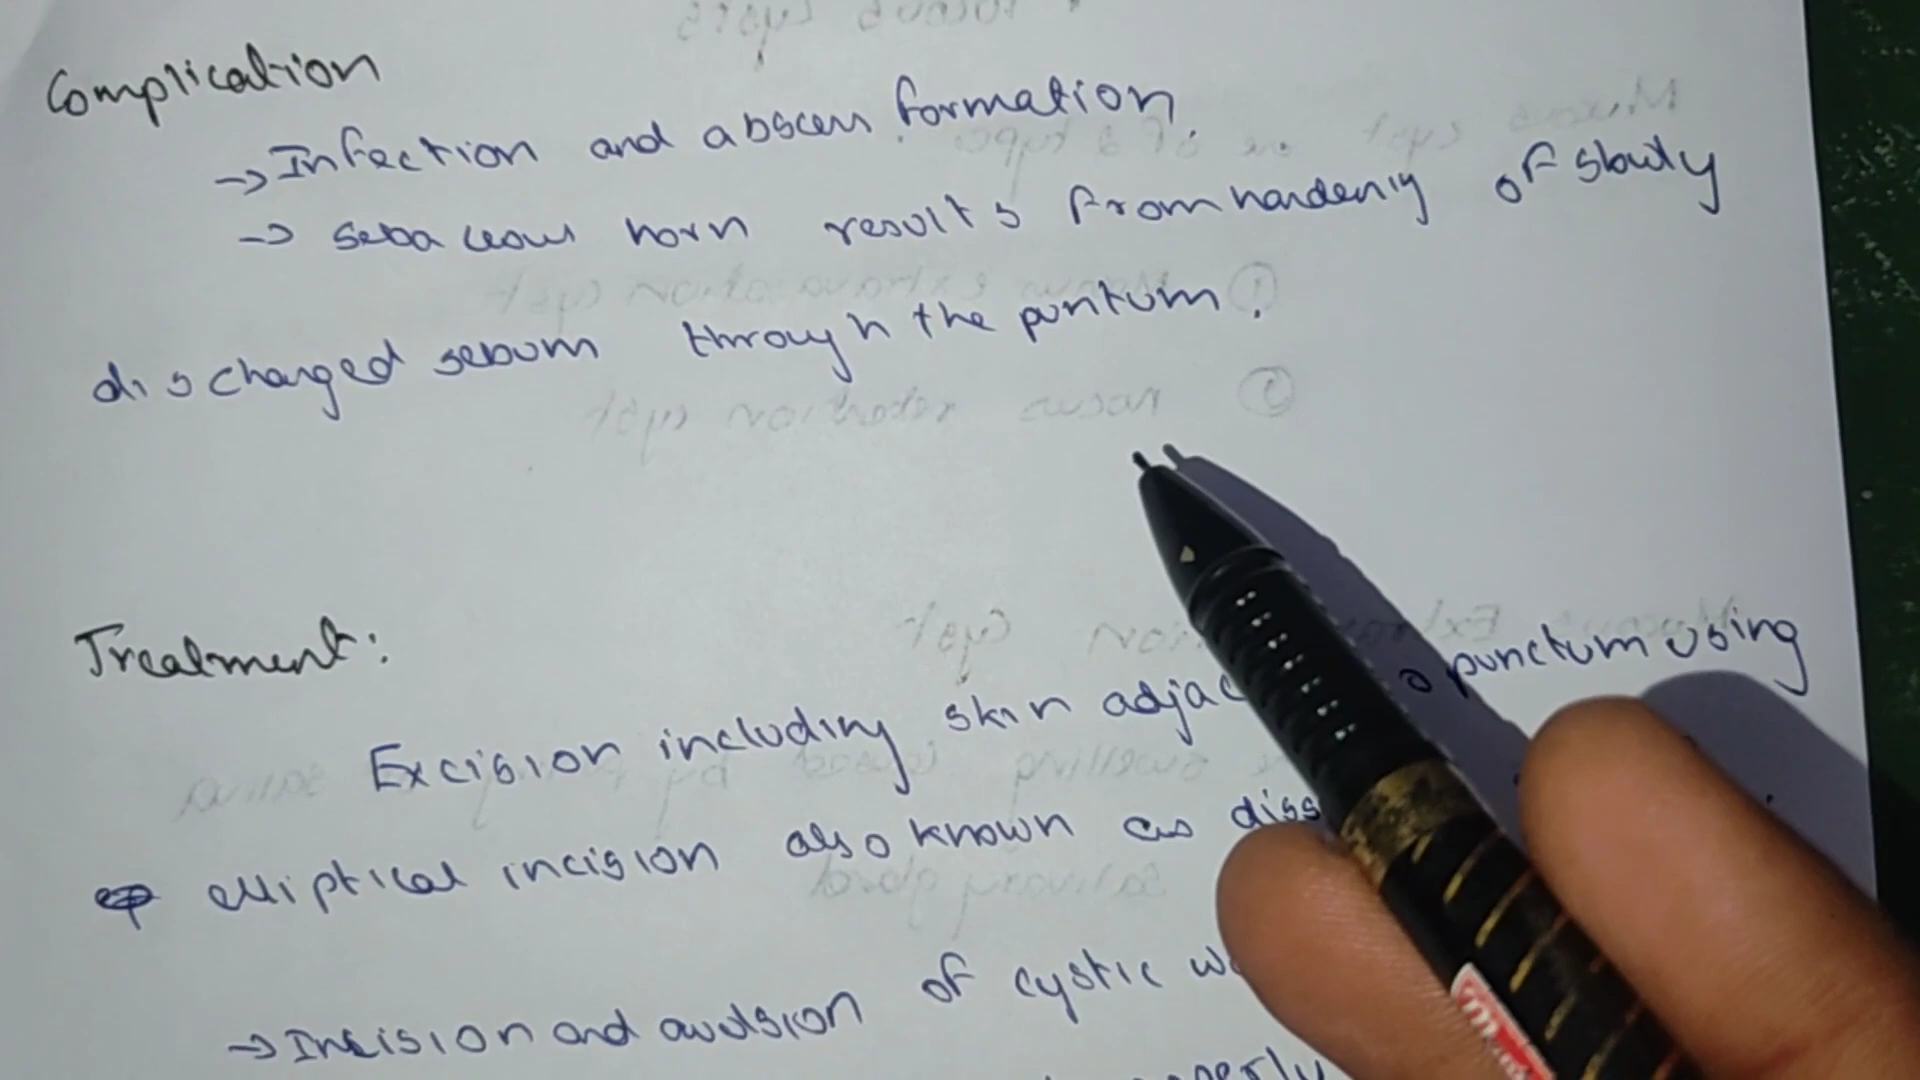 Complication
→ Infection and abscess formation.
→ sebaceous horn results from hardening of slowly
discharged sebum through the puntum.
Treatment:
Excision including skin adjac punctum using
elliptical incision also known as diss
→ Incision and avulsion of cystic